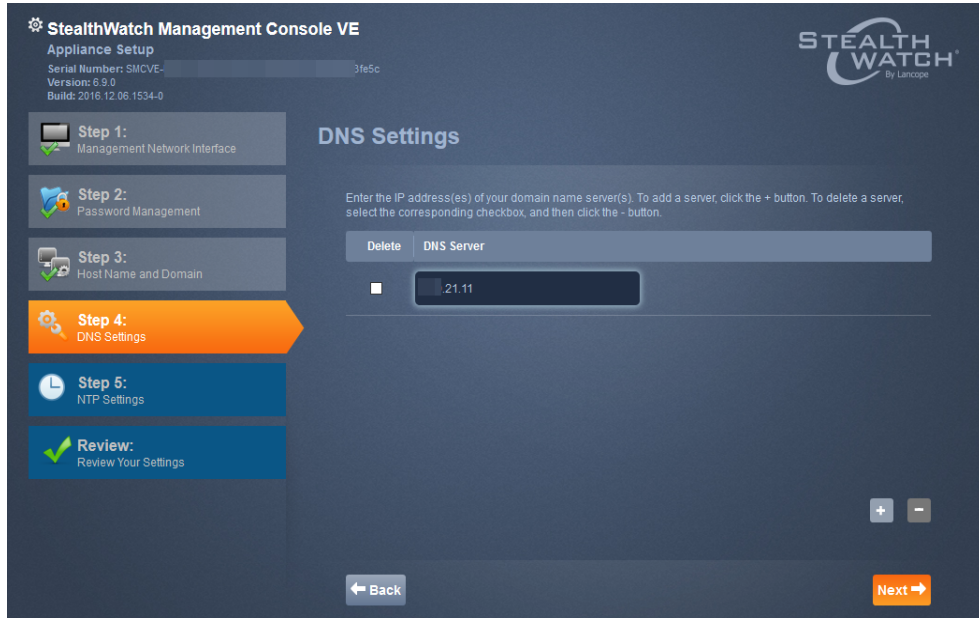 StealthWatch Management Console VE
Appliance Setup
Serial Number: SMCVE- 3fe5c
Version: 6.9.0
Build: 2016.12.06.1534-0
STEALTH
WATCH
By Lancope
Step 1:
Management Network Interface
Step 2:
Password Management
Step 3:
Host Name and Domain
Step 4:
DNS Settings
Step 5:
NTP Settings
Review:
Review Your Settings
DNS Settings
Enter the IP address(es) of your domain name server(s). To add a server, click the + button. To delete a server,
select the corresponding checkbox, and then click the - button.
Delete DNS Server
.21.11
+ -
Back
Next